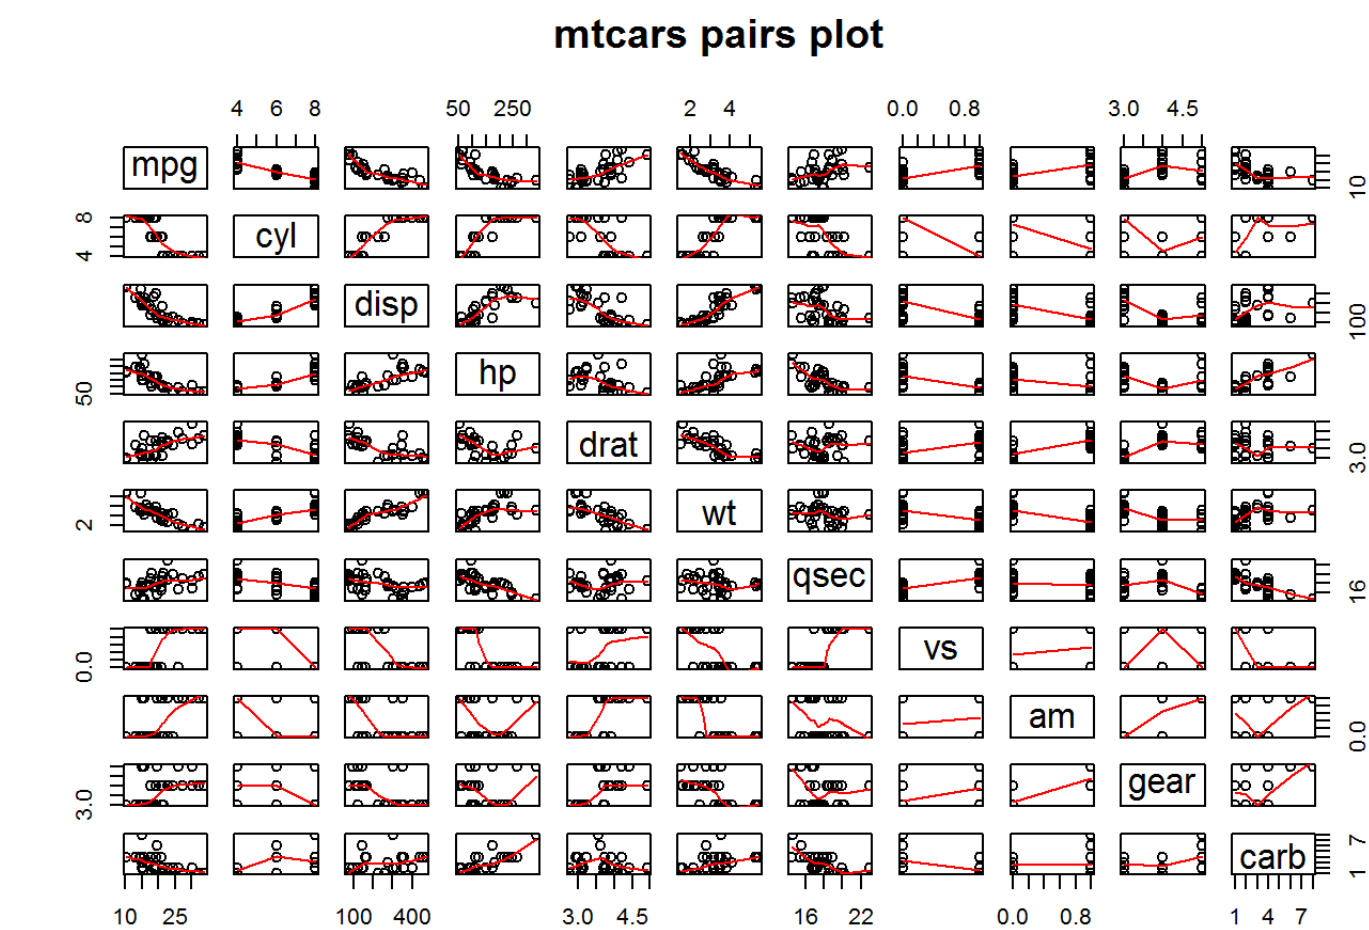 mtcars pairs plot
4 6 8 50 250 2 4 0.0 0.8 3.0 4.5
mpg 10
8 4 cyl
disp 100
50 hp
drat 3.0
2 wt
qsec 16
0.0 vs
am 0.0
3.0 gear
carb 7 1
10 25 100 400 3.0 4.5 16 22 0.0 0.8 1 4 7